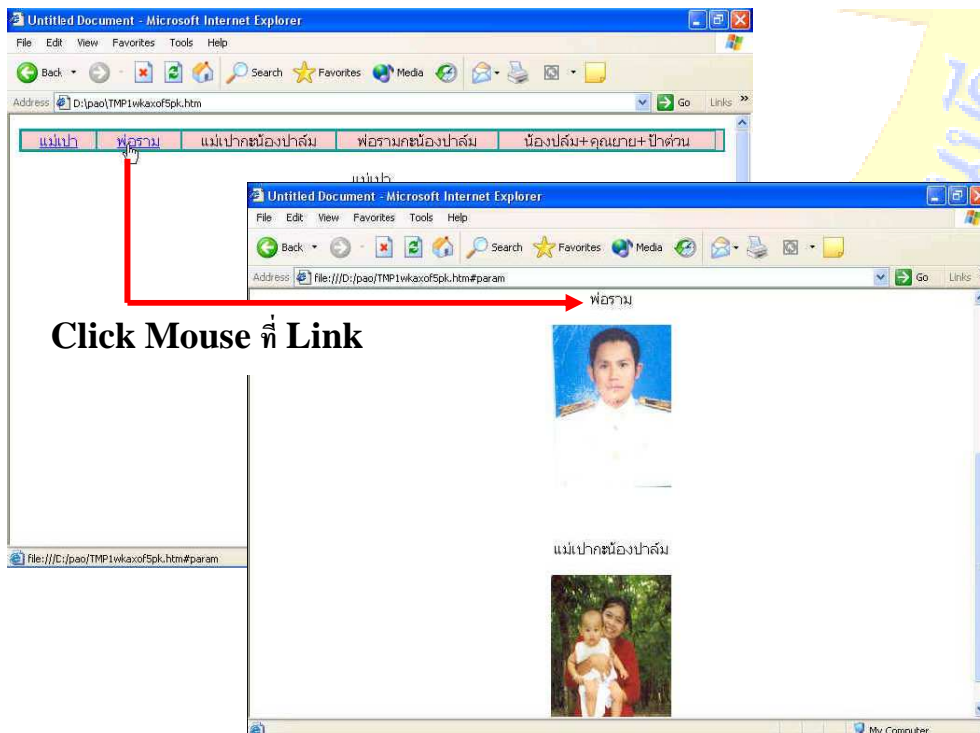 Untitled Document - Microsoft Internet Explorer
File Edit View Favorites Tools Help
Back Search Favorites Media
Address D:\pao\TMP1wkaxof5pk.htm Go Links »
แม่เปา พ่อราม แม่เปากะน้องปาล์ม พ่อรามกะน้องปาล์ม น้องปล์ม+คุณยาย+ป้าต่วน
แม่เปา
Untitled Document - Microsoft Internet Explorer
File Edit View Favorites Tools Help
Back Search Favorites Media
Address file:///D:/pao/TMP1wkaxof5pk.htm#param Go Links
พ่อราม
Click Mouse ที่ Link
แม่เปากะน้องปาล์ม
file:///D:/pao/TMP1wkaxof5pk.htm#param
My Computer